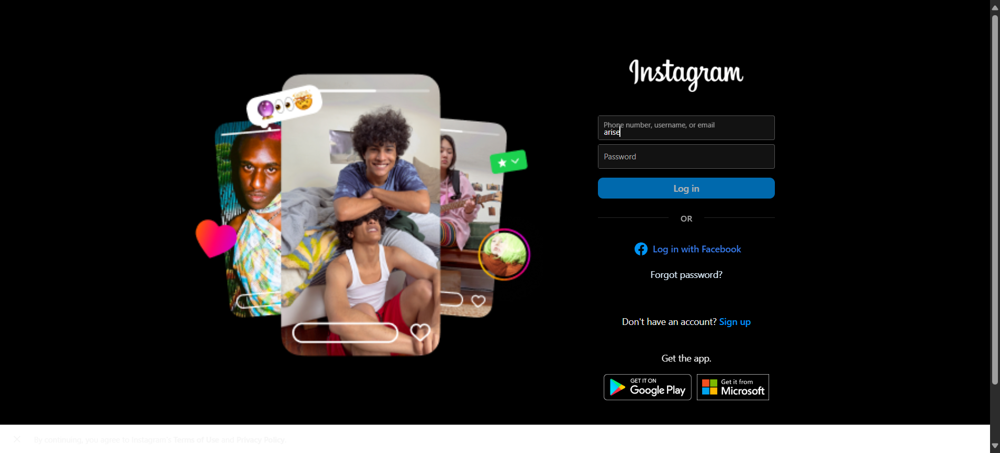 Instagram
Phone number, username, or email
arise
Password
Log in
OR
Log in with Facebook
Forgot password?
Don't have an account? Sign up
Get the app.
GET IT ON
Google Play
Get it from
Microsoft
By continuing, you agree to Instagram's Terms of Use and Privacy Policy.